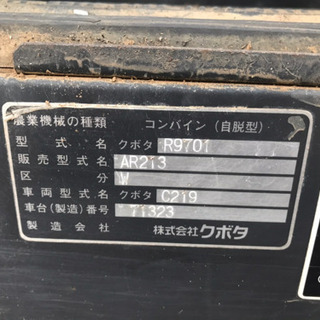 農業機械の種類 コンバイン (自脱型)
型式名 クボタ R9701
販売型式名 AR213
区分 W
車両型式名 クボタ C219
車台(製造)番号 71323
製造会社 株式会社クボタ